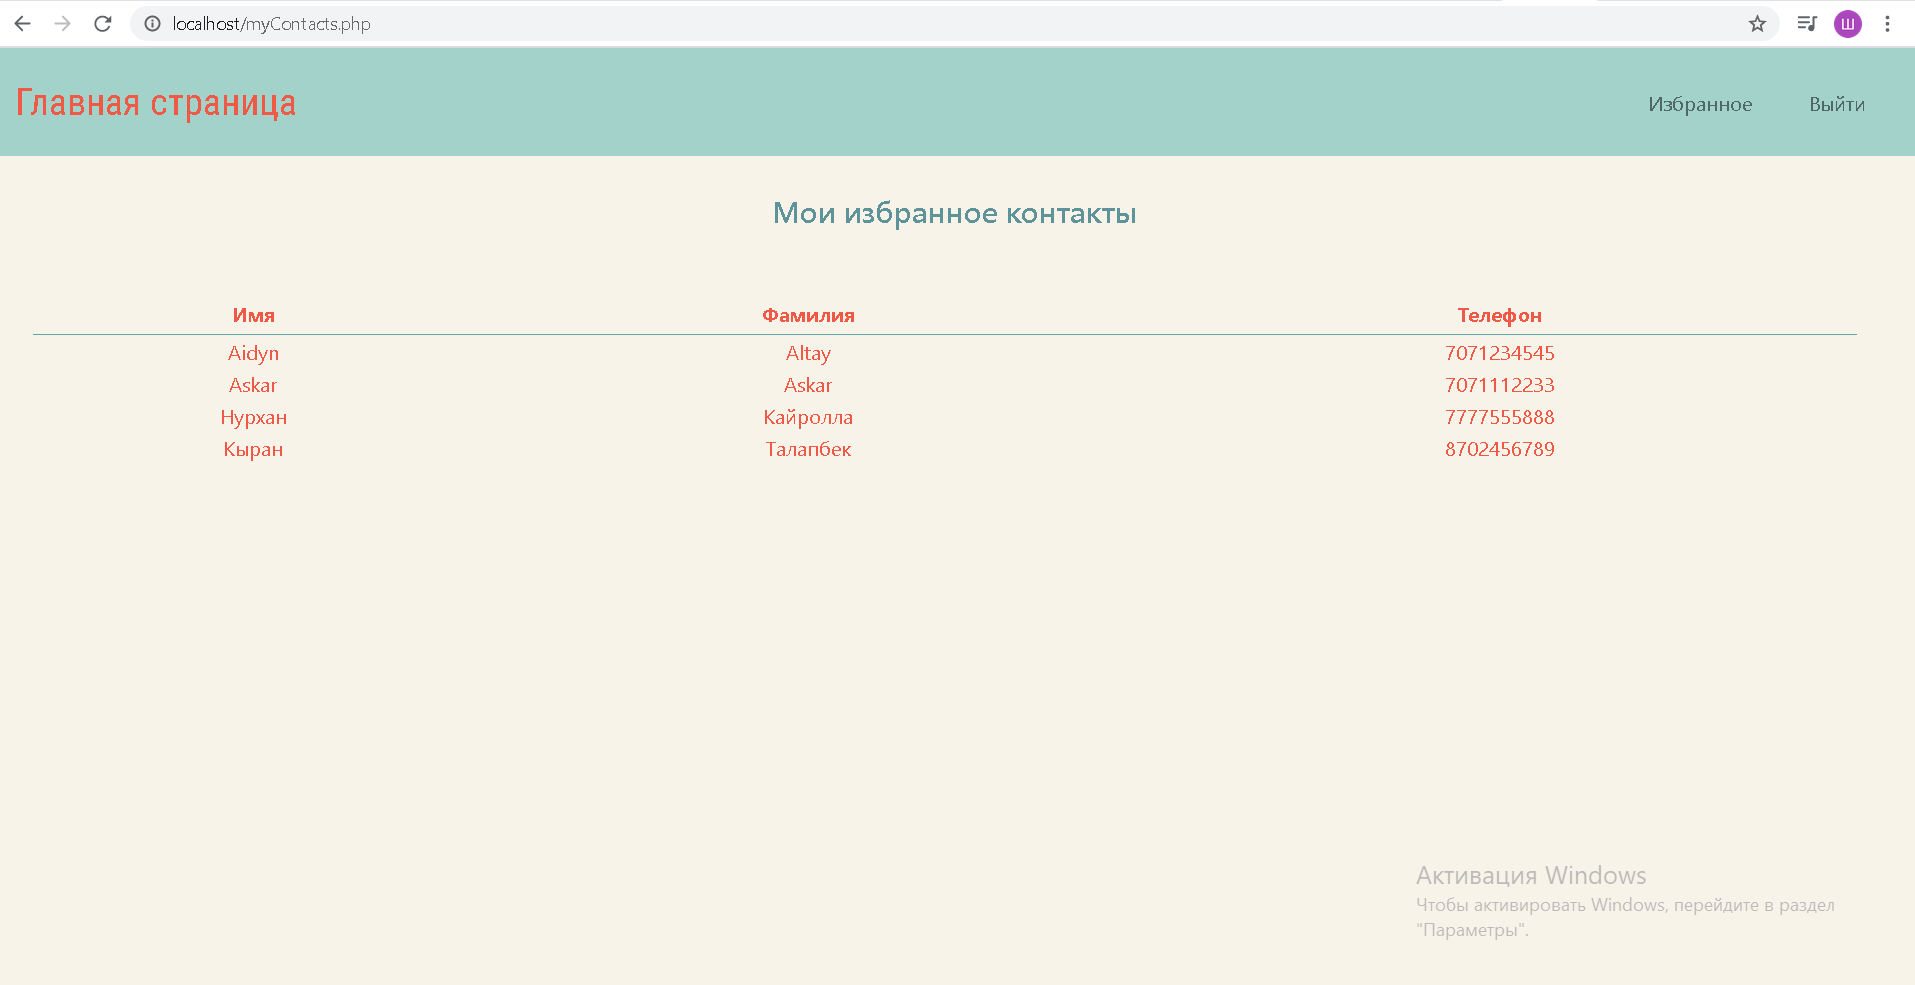 localhost/myContacts.php
Ш
Главная страница
Избранное Выйти
Мои избранное контакты
Имя Фамилия Телефон
Aidyn Altay 7071234545
Askar Askar 7071112233
Нурхан Кайролла 7777555888
Кыран Талапбек 8702456789
Активация Windows
Чтобы активировать Windows, перейдите в раздел
"Параметры".